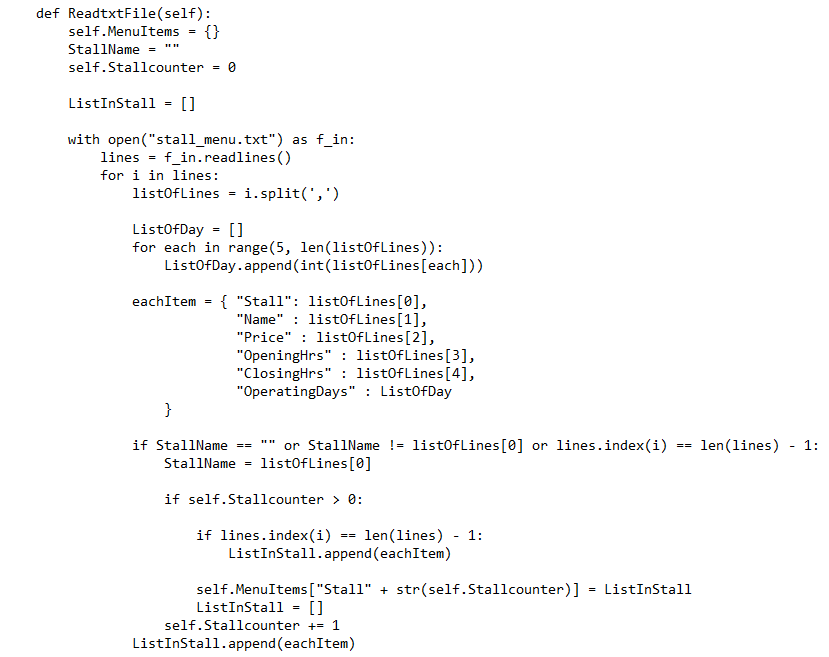 def ReadtxtFile(self):
    self.MenuItems = {}
    StallName = ""
    self.Stallcounter = 0

    ListInStall = []

    with open("stall_menu.txt") as f_in:
        lines = f_in.readlines()
        for i in lines:
            listOfLines = i.split(',')

            ListOfDay = []
            for each in range(5, len(listOfLines)):
                ListOfDay.append(int(listOfLines[each]))

            eachItem = { "Stall": listOfLines[0],
                         "Name" : listOfLines[1],
                         "Price" : listOfLines[2],
                         "OpeningHrs" : listOfLines[3],
                         "ClosingHrs" : listOfLines[4],
                         "OperatingDays" : ListOfDay
                }

            if StallName == "" or StallName != listOfLines[0] or lines.index(i) == len(lines) - 1:
                StallName = listOfLines[0]

                if self.Stallcounter > 0:

                    if lines.index(i) == len(lines) - 1:
                        ListInStall.append(eachItem)

                    self.MenuItems["Stall" + str(self.Stallcounter)] = ListInStall
                    ListInStall = []
                self.Stallcounter += 1
            ListInStall.append(eachItem)